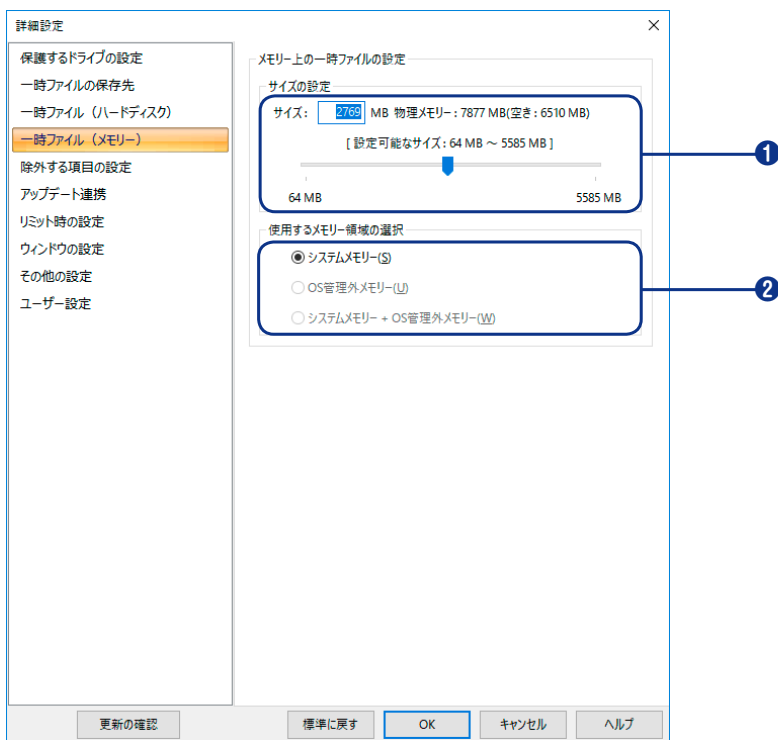 詳細設定
保護するドライブの設定
一時ファイルの保存先
一時ファイル（ハードディスク）
一時ファイル（メモリー）
除外する項目の設定
アップデート連携
リミット時の設定
ウィンドウの設定
その他の設定
ユーザー設定
メモリー上の一時ファイルの設定
サイズの設定
サイズ： 2769 MB 物理メモリー : 7877 MB(空き : 6510 MB)
[ 設定可能なサイズ : 64 MB ～ 5585 MB ]
64 MB 5585 MB
❶
使用するメモリー領域の選択
システムメモリー(S)
OS管理外メモリー(U)
システムメモリー + OS管理外メモリー(W)
❷
更新の確認 標準に戻す OK キャンセル ヘルプ